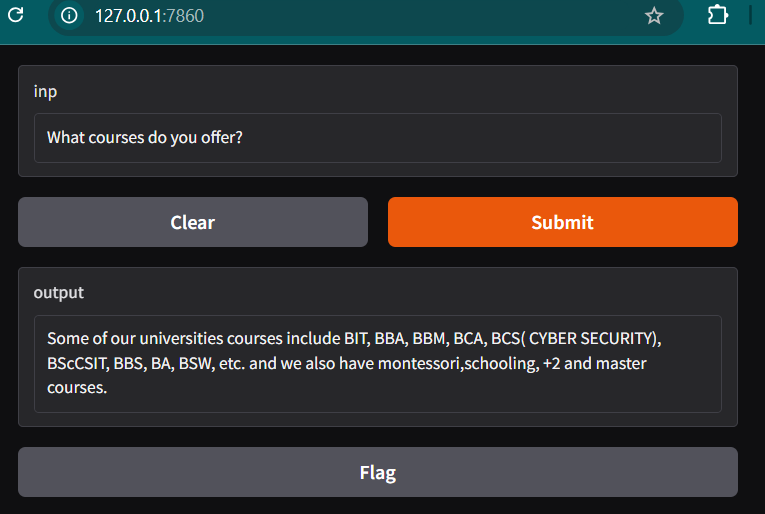 127.0.0.1:7860
inp
What courses do you offer?
Clear
Submit
output
Some of our universities courses include BIT, BBA, BBM, BCA, BCS( CYBER SECURITY),
BScCSIT, BBS, BA, BSW, etc. and we also have montessori,schooling, +2 and master
courses.
Flag